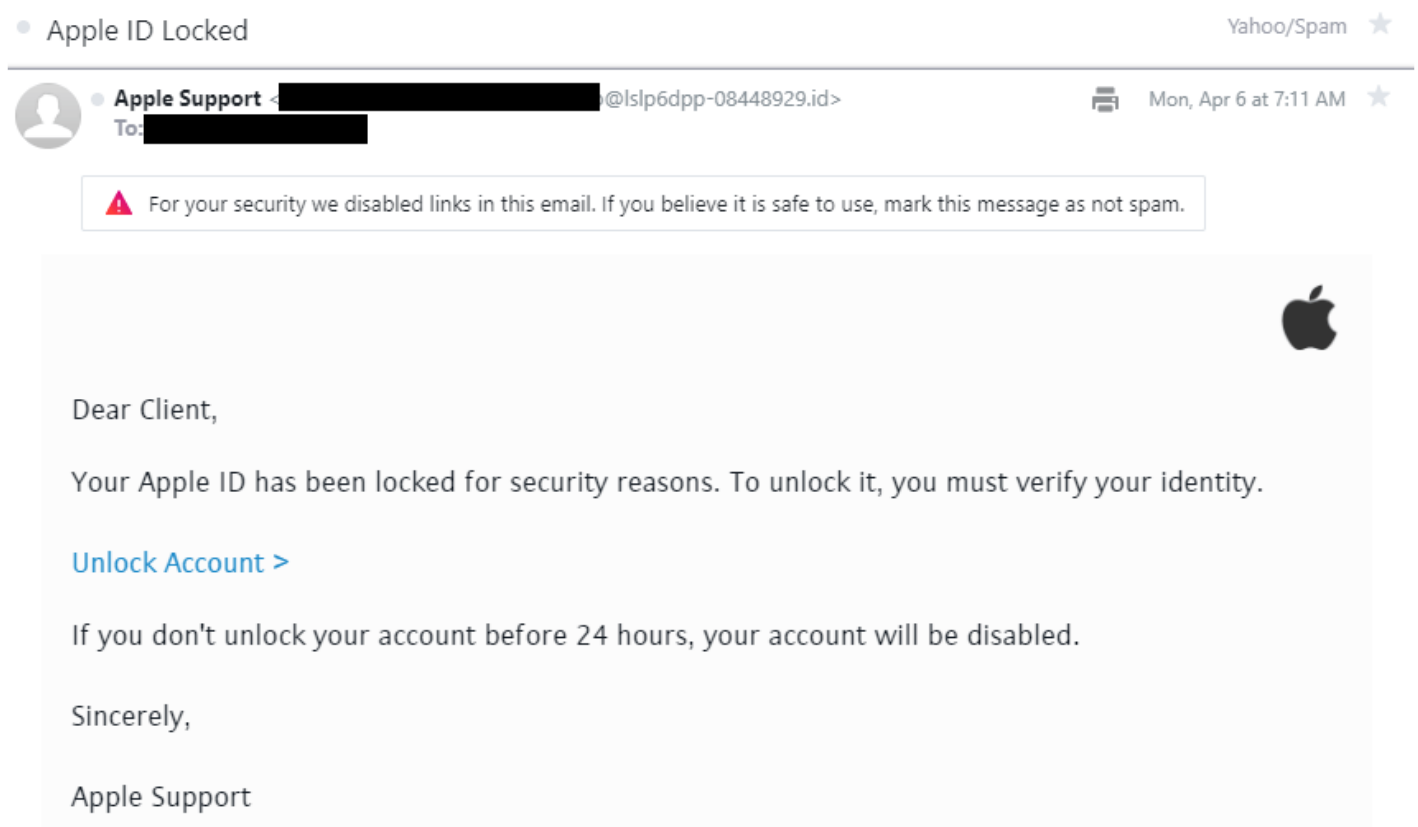 Apple ID Locked
Yahoo/Spam
Apple Support < @lslp6dpp-08448929.id>
Mon, Apr 6 at 7:11 AM
To:
For your security we disabled links in this email. If you believe it is safe to use, mark this message as not spam.
Dear Client,
Your Apple ID has been locked for security reasons. To unlock it, you must verify your identity.
Unlock Account >
If you don't unlock your account before 24 hours, your account will be disabled.
Sincerely,
Apple Support